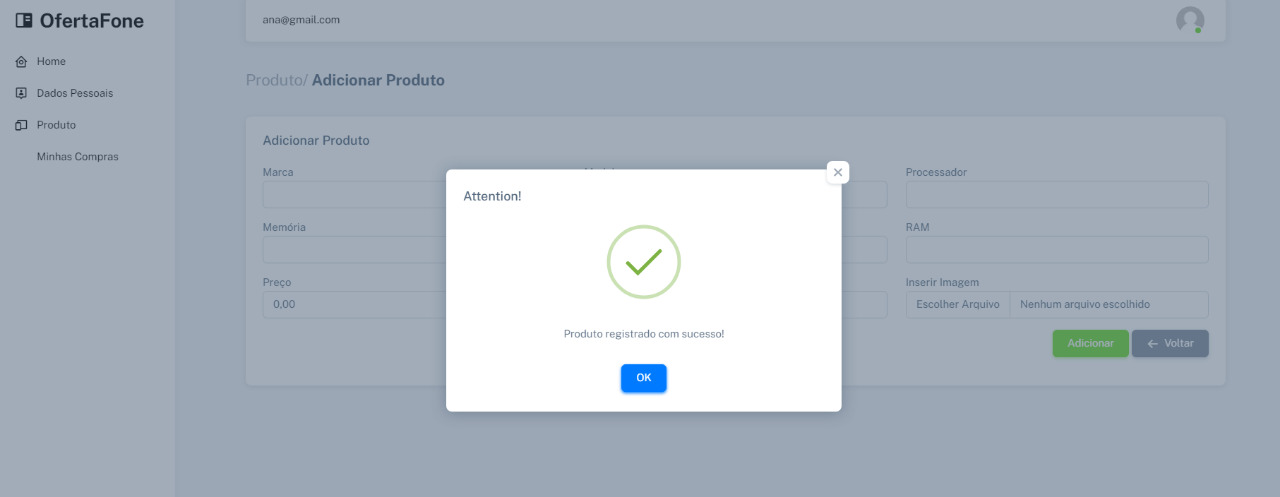 OfertaFone
ana@gmail.com
Home
Dados Pessoais
Produto
Minhas Compras
Produto/ Adicionar Produto
Adicionar Produto
Marca
Processador
Memória
RAM
Preço
0,00
Inserir Imagem
Escolher Arquivo
Nenhum arquivo escolhido
Adicionar
Voltar
Attention!
Produto registrado com sucesso!
OK